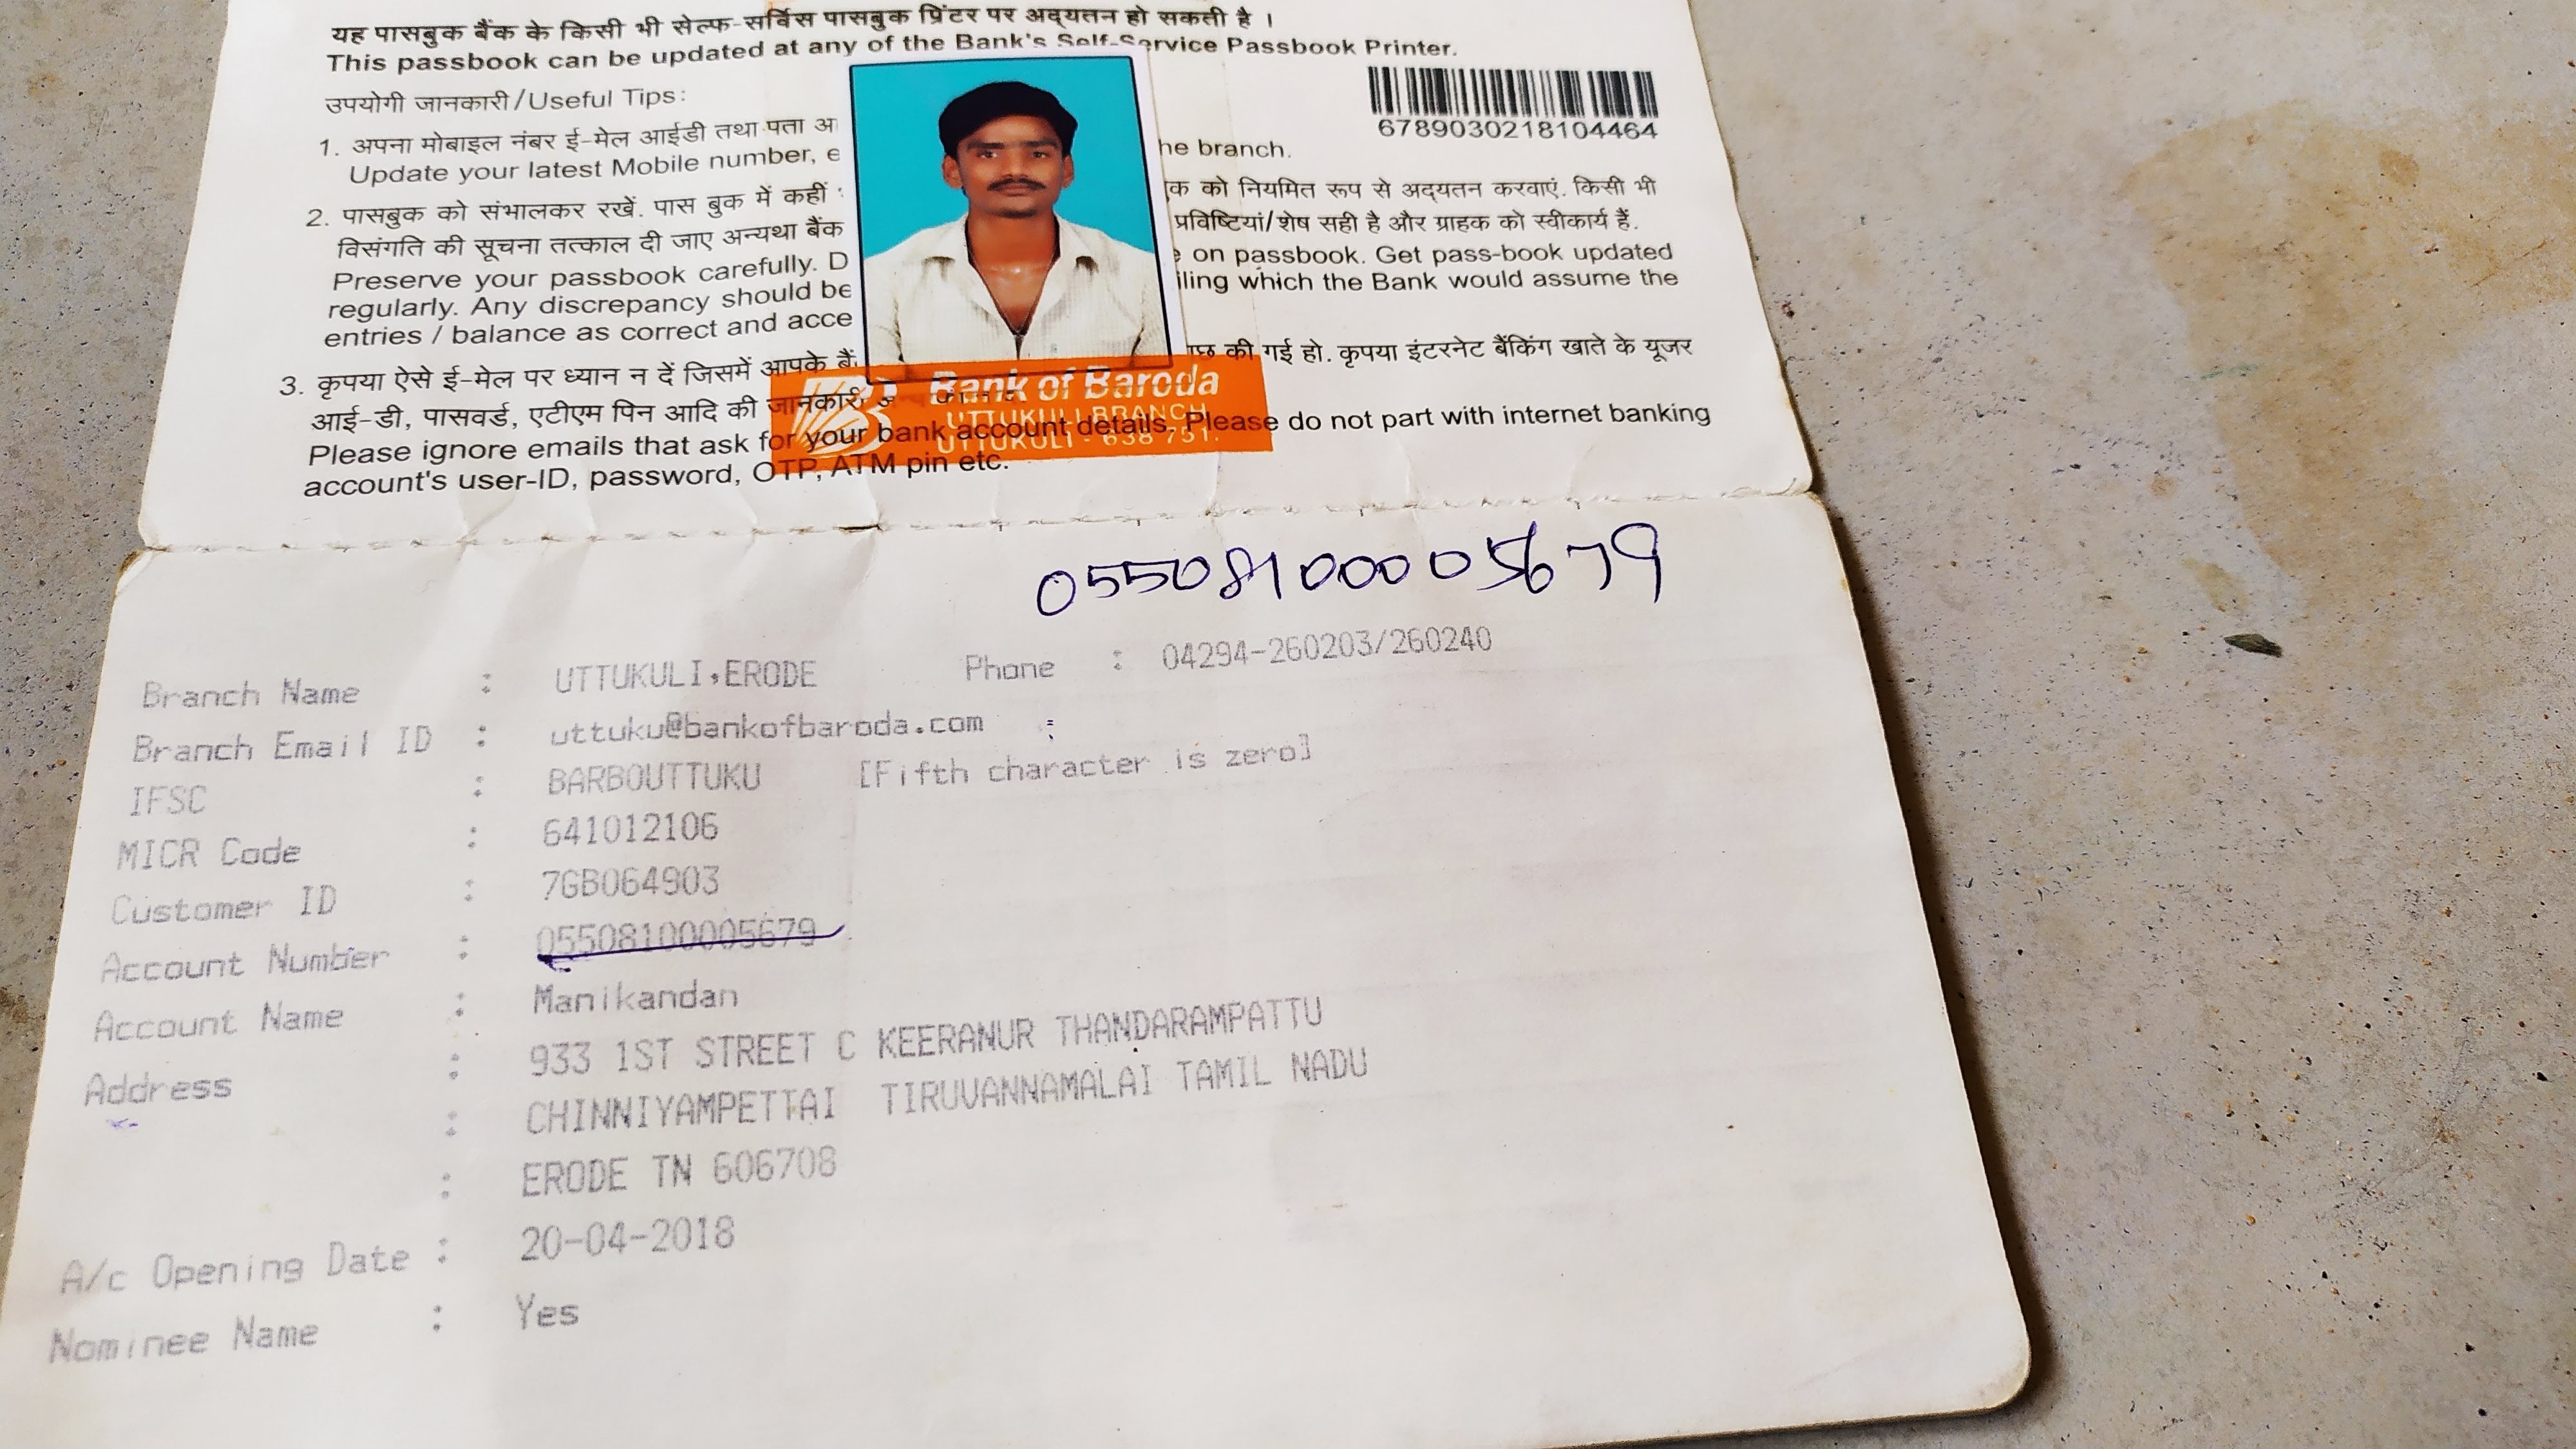 यह पासबुक बैंक के किसी भी सेल्फ-सर्विस पासबुक प्रिंटर पर अद्यतन हो सकती है ।
This passbook can be updated at any of the Bank's Self-Service Passbook Printer.
उपयोगी जानकारी/Useful Tips:
6789030218104464
1. अपना मोबाइल नंबर ई-मेल आईडी तथा पता
Update your latest Mobile number, he branch.
2. पासबुक को संभालकर रखें. पास बुक में कहीं को नियमित रूप से अद्यतन करवाएं. किसी भी
विसंगति की सूचना तत्काल दी जाए अन्यथा बैंक प्रविष्टियां/शेष सही है और ग्राहक को स्वीकार्य हैं.
Preserve your passbook carefully. D on passbook. Get pass-book updated
regularly. Any discrepancy should be iling which the Bank would assume the
entries / balance as correct and acce
3. कृपया ऐसे ई-मेल पर ध्यान न दें जिसमें आपके की गई हो. कृपया इंटरनेट बैंकिंग खाते के यूजर
आई-डी, पासवर्ड, एटीएम पिन आदि की जानकारी
Bank of Baroda
UTTUKULI BRANCH
UTTUKULI - 638 751.
Please ignore emails that ask for your bank account details. Please do not part with internet banking
account's user-ID, password, OTP, ATM pin etc.
05508100005679
Branch Name : UTTUKULI,ERODE Phone : 04294-260203/260240
Branch Email ID : uttuku@bankofbaroda.com :
IFSC : BARB0UTTUKU [Fifth character is zero]
MICR Code : 641012106
Customer ID : 7GB064903
Account Number : 05508100005679
Account Name : Manikandan
Address : 933 1ST STREET C KEERANUR THANDARAMPATTU
: CHINNIYAMPETTAI TIRUVANNAMALAI TAMIL NADU
: ERODE TN 606708
A/c Opening Date : 20-04-2018
Nominee Name : Yes